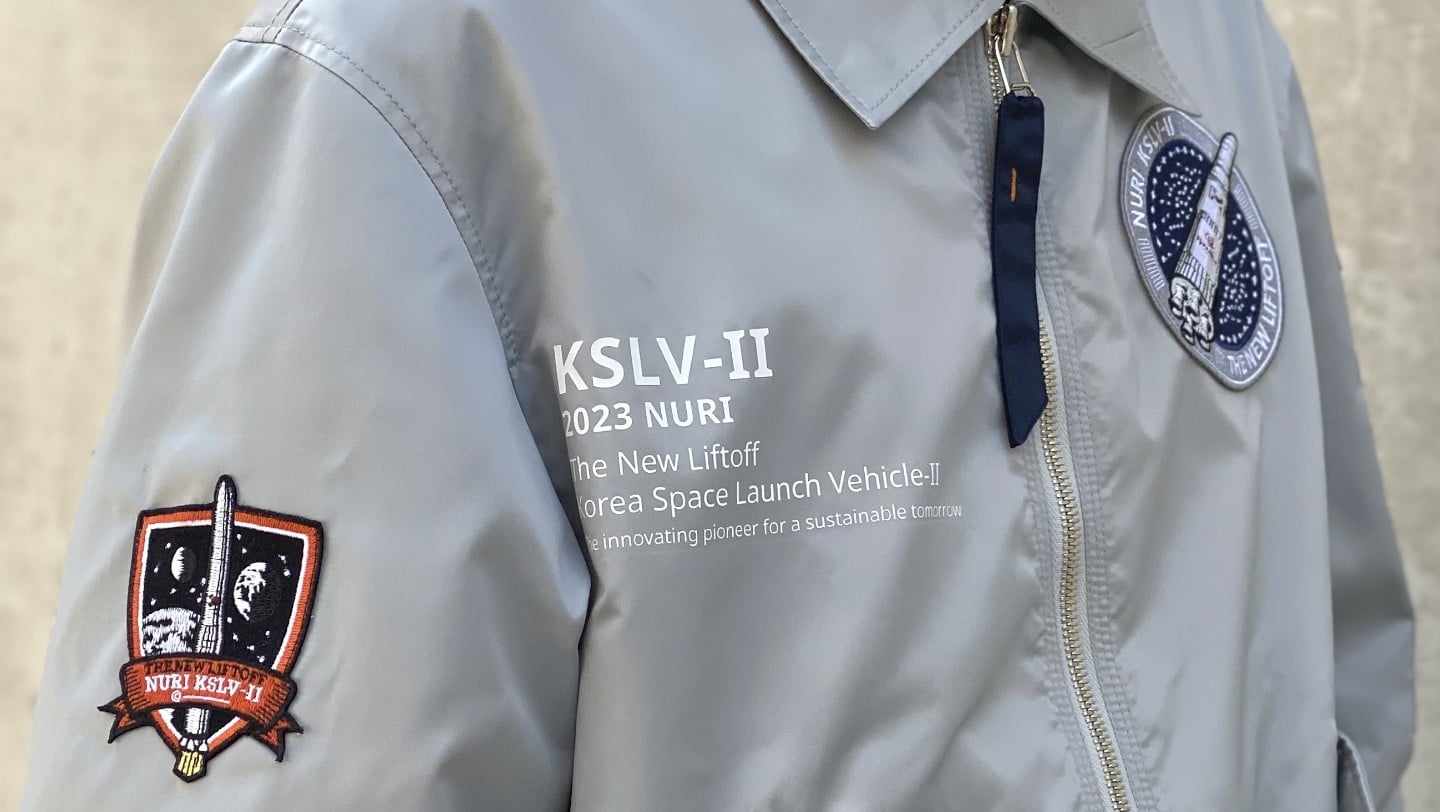 KSLV-II
2023 NURI
The New Liftoff
Korea Space Launch Vehicle-II
The innovating pioneer for a sustainable tomorrow
NURI KSLV-II
THE NEW LIFTOFF
THE NEW LIFTOFF
NURI KSLV-II